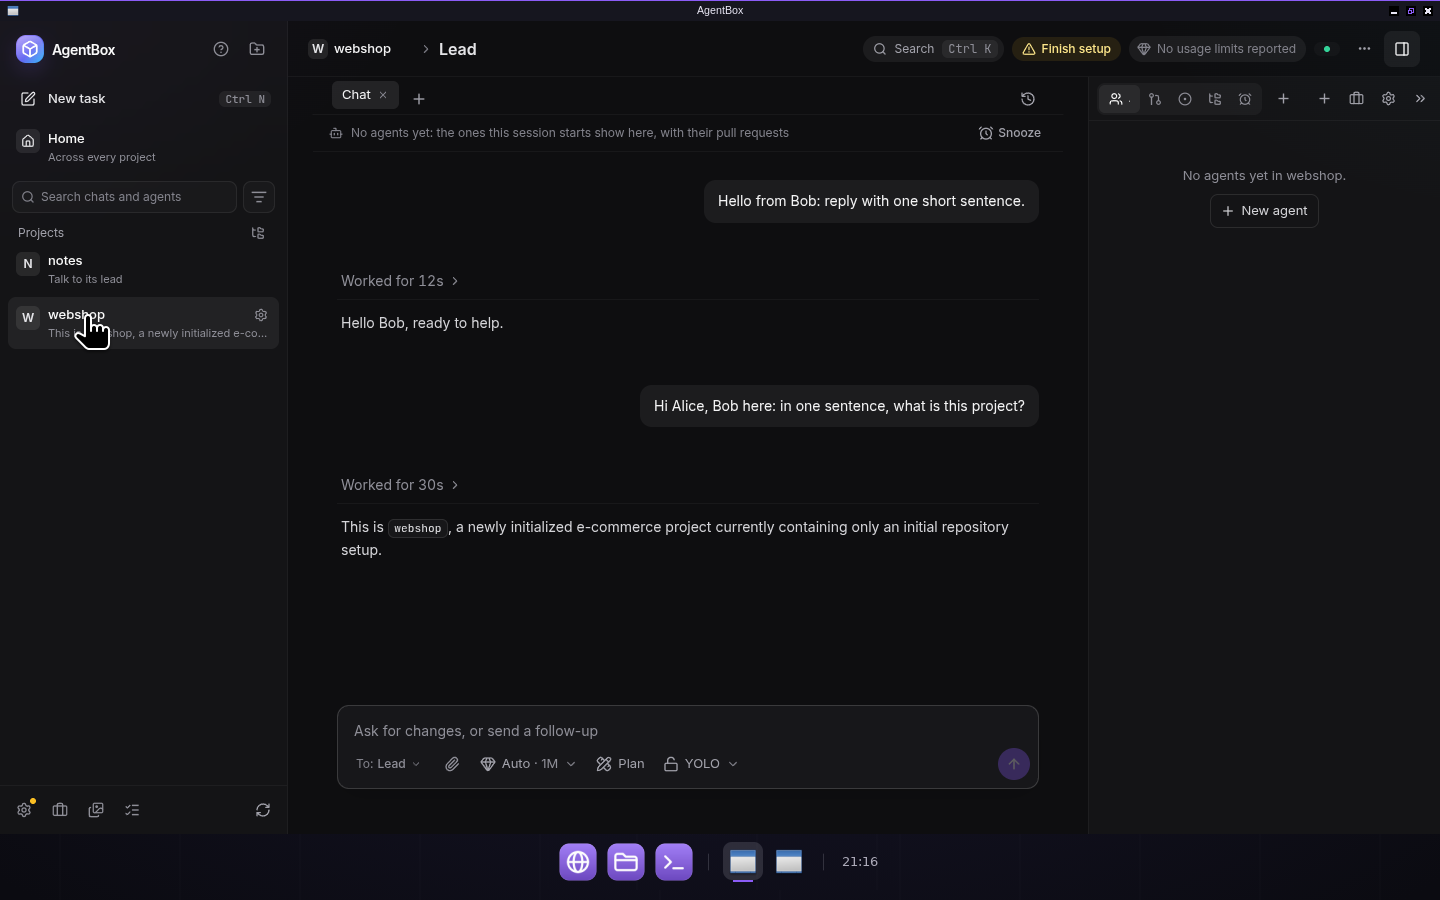 AgentBox
AgentBox
New task
Ctrl N
Home
Across every project
Search chats and agents
Projects
N
notes
Talk to its lead
W
webshop
W
webshop
Lead
Search
Ctrl K
Finish setup
No usage limits reported
Chat
No agents yet: the ones this session starts show here, with their pull requests
Snooze
Hello from Bob: reply with one short sentence.
Worked for 12s
Hello Bob, ready to help.
Hi Alice, Bob here: in one sentence, what is this project?
Worked for 30s
This is webshop, a newly initialized e-commerce project currently containing only an initial repository
setup.
Ask for changes, or send a follow-up
To: Lead
Auto · 1M
Plan
YOLO
No agents yet in webshop.
New agent
This
, a newly initialized e-co...
21:16